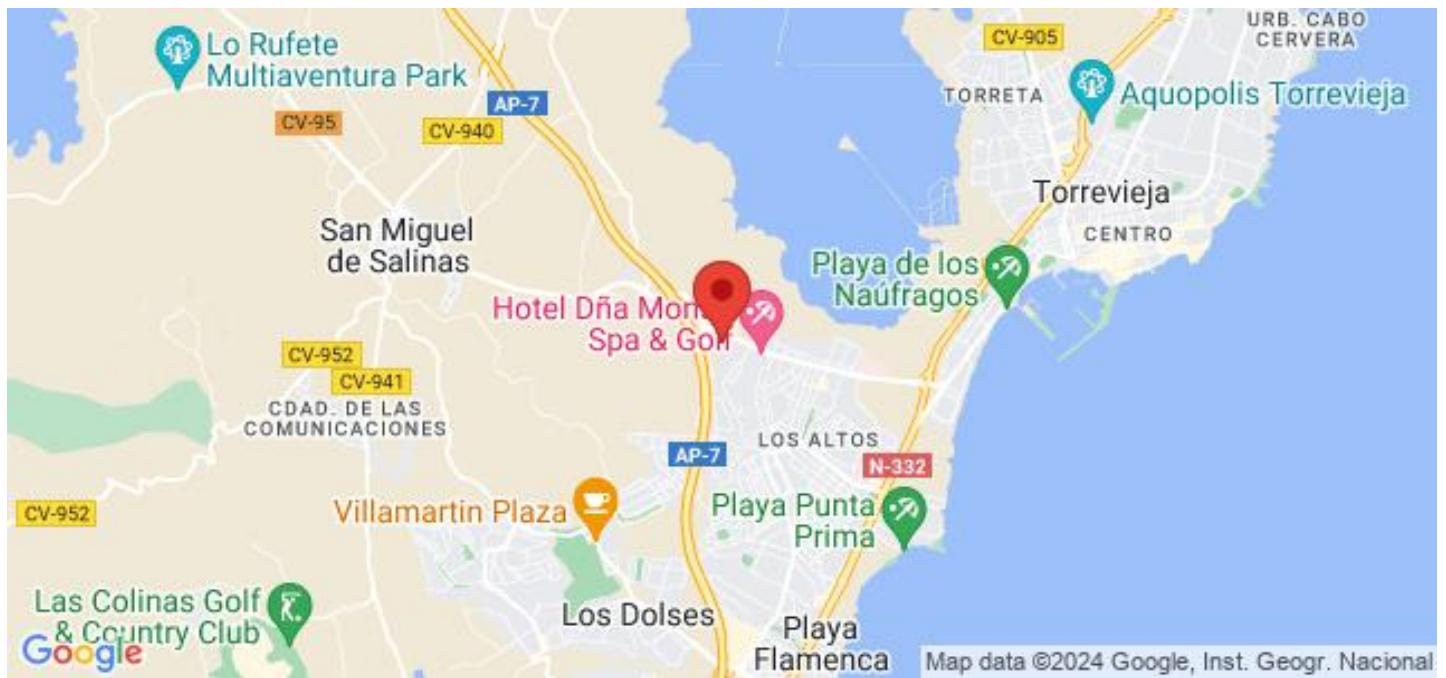 URB. CABO
CERVERA
Lo Rufete
Multiaventura Park
CV-905
TORRETA
Aquopolis Torrevieja
AP-7
CV-95
CV-940
Torrevieja
San Miguel
de Salinas
CENTRO
Playa de los
Naúfragos
Hotel Dña Mon
Spa & Golf
CV-952
CV-941
CDAD. DE LAS
COMUNICACIONES
LOS ALTOS
AP-7
N-332
CV-952
Villamartin Plaza
Playa Punta
Prima
Las Colinas Golf
& Country Club
Los Dolses
Playa
Flamenca
Google
Map data ©2024 Google, Inst. Geogr. Nacional